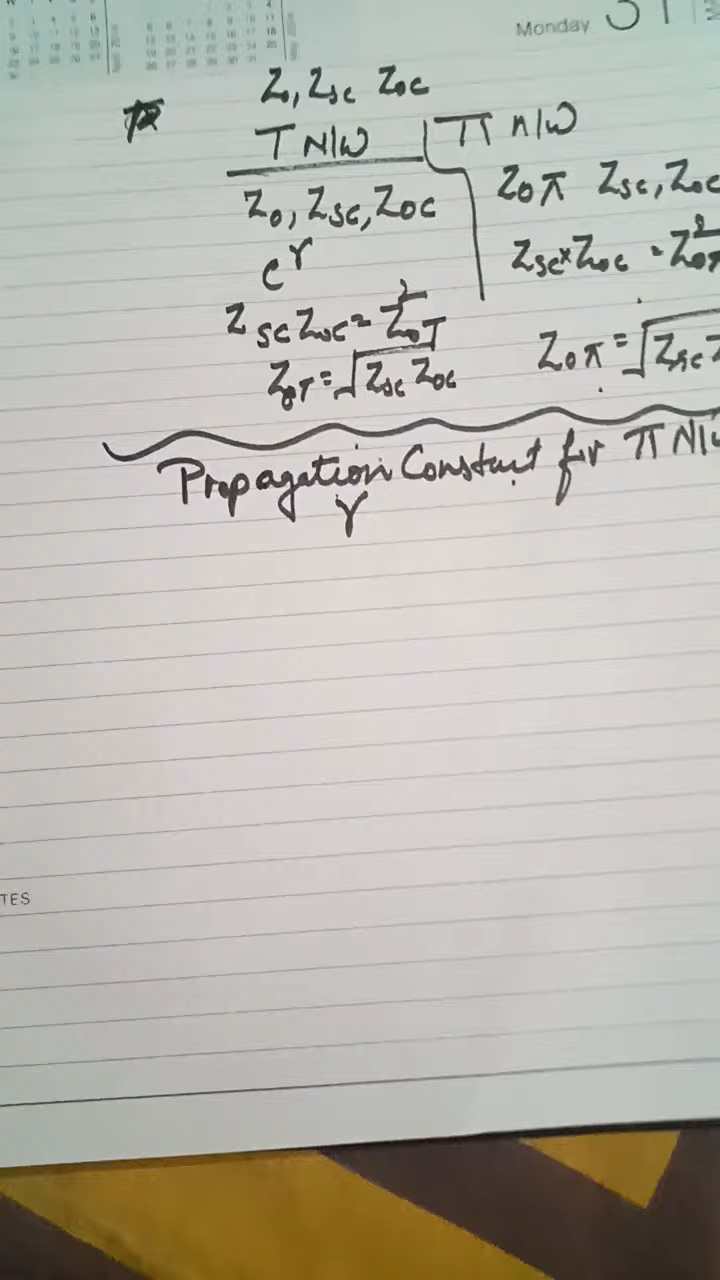 Monday 31
Z₀, Zsc Zoc
T N/W
π n/w
Z₀, Zsc, Zoc
Z₀π Zsc, Zoc
e^γ
Zsc × Zoc = Z₀π²
Zsc Zoc = Z₀T²
Z₀T = √Zsc Zoc
Z₀π = √Zsc Z
Propagation Constant for π N/W
γ
TES